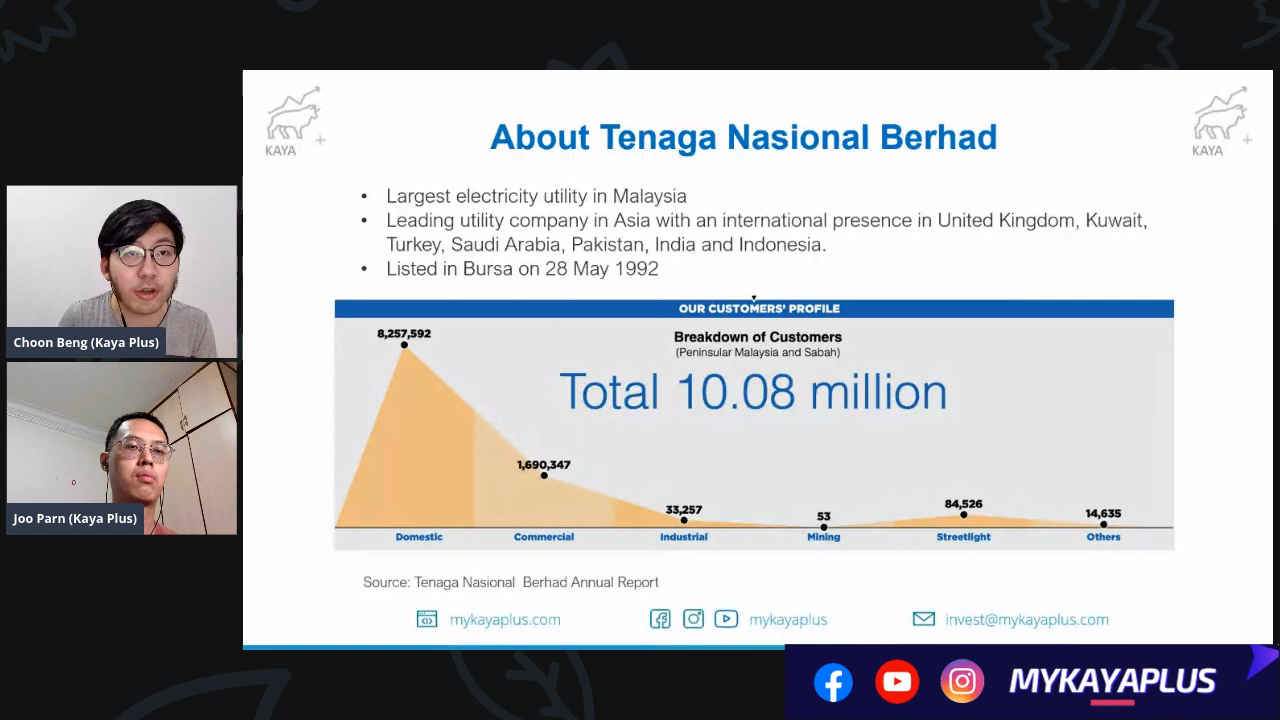 KAYA
KAYA
About Tenaga Nasional Berhad
• Largest electricity utility in Malaysia
• Leading utility company in Asia with an international presence in United Kingdom, Kuwait,
Turkey, Saudi Arabia, Pakistan, India and Indonesia.
• Listed in Bursa on 28 May 1992
OUR CUSTOMERS' PROFILE
Breakdown of Customers
(Peninsular Malaysia and Sabah)
Total 10.08 million
8,257,592
1,690,347
33,257
53
84,526
14,635
Domestic
Commercial
Industrial
Mining
Streetlight
Others
Source: Tenaga Nasional Berhad Annual Report
mykayaplus.com
mykayaplus
invest@mykayaplus.com
Choon Beng (Kaya Plus)
Joo Parn (Kaya Plus)
MYKAYAPLUS